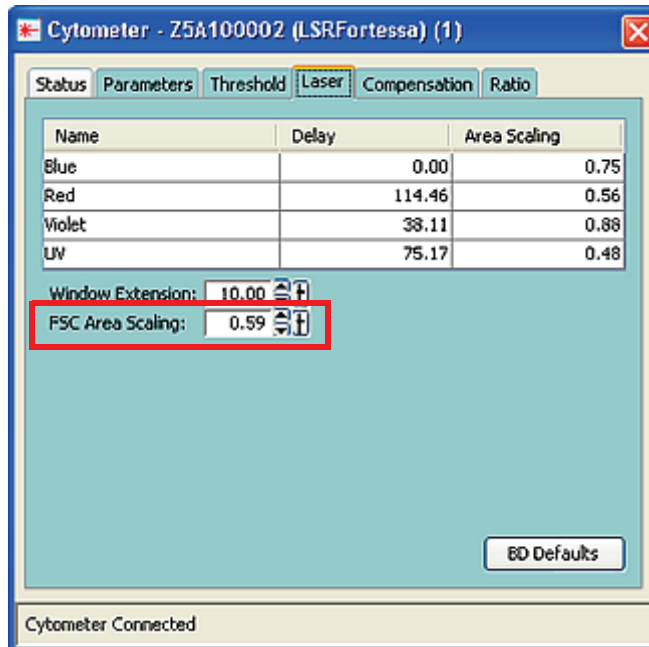 Cytometer - Z5A100002 (LSRFortessa) (1)
Status Parameters Threshold Laser Compensation Ratio
Name Delay Area Scaling
Blue 0.00 0.75
Red 114.46 0.56
Violet 38.11 0.88
UV 75.17 0.48
Window Extension: 10.00
FSC Area Scaling: 0.59
BD Defaults
Cytometer Connected